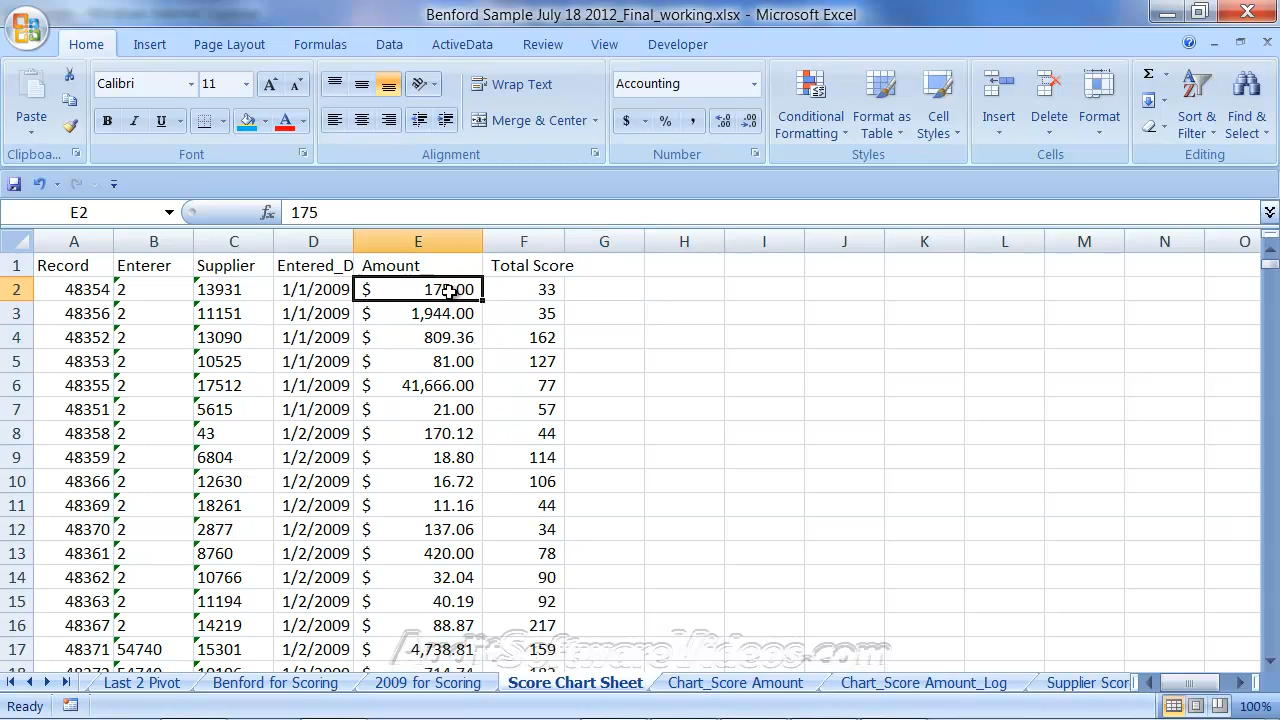 Benford Sample July 18 2012_Final_working.xlsx - Microsoft Excel
Home Insert Page Layout Formulas Data ActiveData Review View Developer
Paste
Clipboa...
Calibri 11
Font
Wrap Text
Merge & Center
Alignment
Accounting
Number
Conditional Formatting
Format as Table
Cell Styles
Styles
Insert Delete Format
Cells
Sort & Filter
Find & Select
Editing
E2 fx 175
A B C D E F G H I J K L M N O
1 Record Enterer Supplier Entered_D Amount Total Score
2 48354 2 13931 1/1/2009 $ 175.00 33
3 48356 2 11151 1/1/2009 $ 1,944.00 35
4 48352 2 13090 1/1/2009 $ 809.36 162
5 48353 2 10525 1/1/2009 $ 81.00 127
6 48355 2 17512 1/1/2009 $ 41,666.00 77
7 48351 2 5615 1/1/2009 $ 21.00 57
8 48358 2 43 1/2/2009 $ 170.12 44
9 48359 2 6804 1/2/2009 $ 18.80 114
10 48366 2 12630 1/2/2009 $ 16.72 106
11 48369 2 18261 1/2/2009 $ 11.16 44
12 48370 2 2877 1/2/2009 $ 137.06 34
13 48361 2 8760 1/2/2009 $ 420.00 78
14 48362 2 10766 1/2/2009 $ 32.04 90
15 48363 2 11194 1/2/2009 $ 40.19 92
16 48367 2 14219 1/2/2009 $ 88.87 217
17 48371 54740 15301 1/2/2009 $ 4,738.81 159
AuditSoftwareVideos.com
Last 2 Pivot Benford for Scoring 2009 for Scoring Score Chart Sheet Chart_Score Amount Chart_Score Amount_Log Supplier Scor
Ready 100%